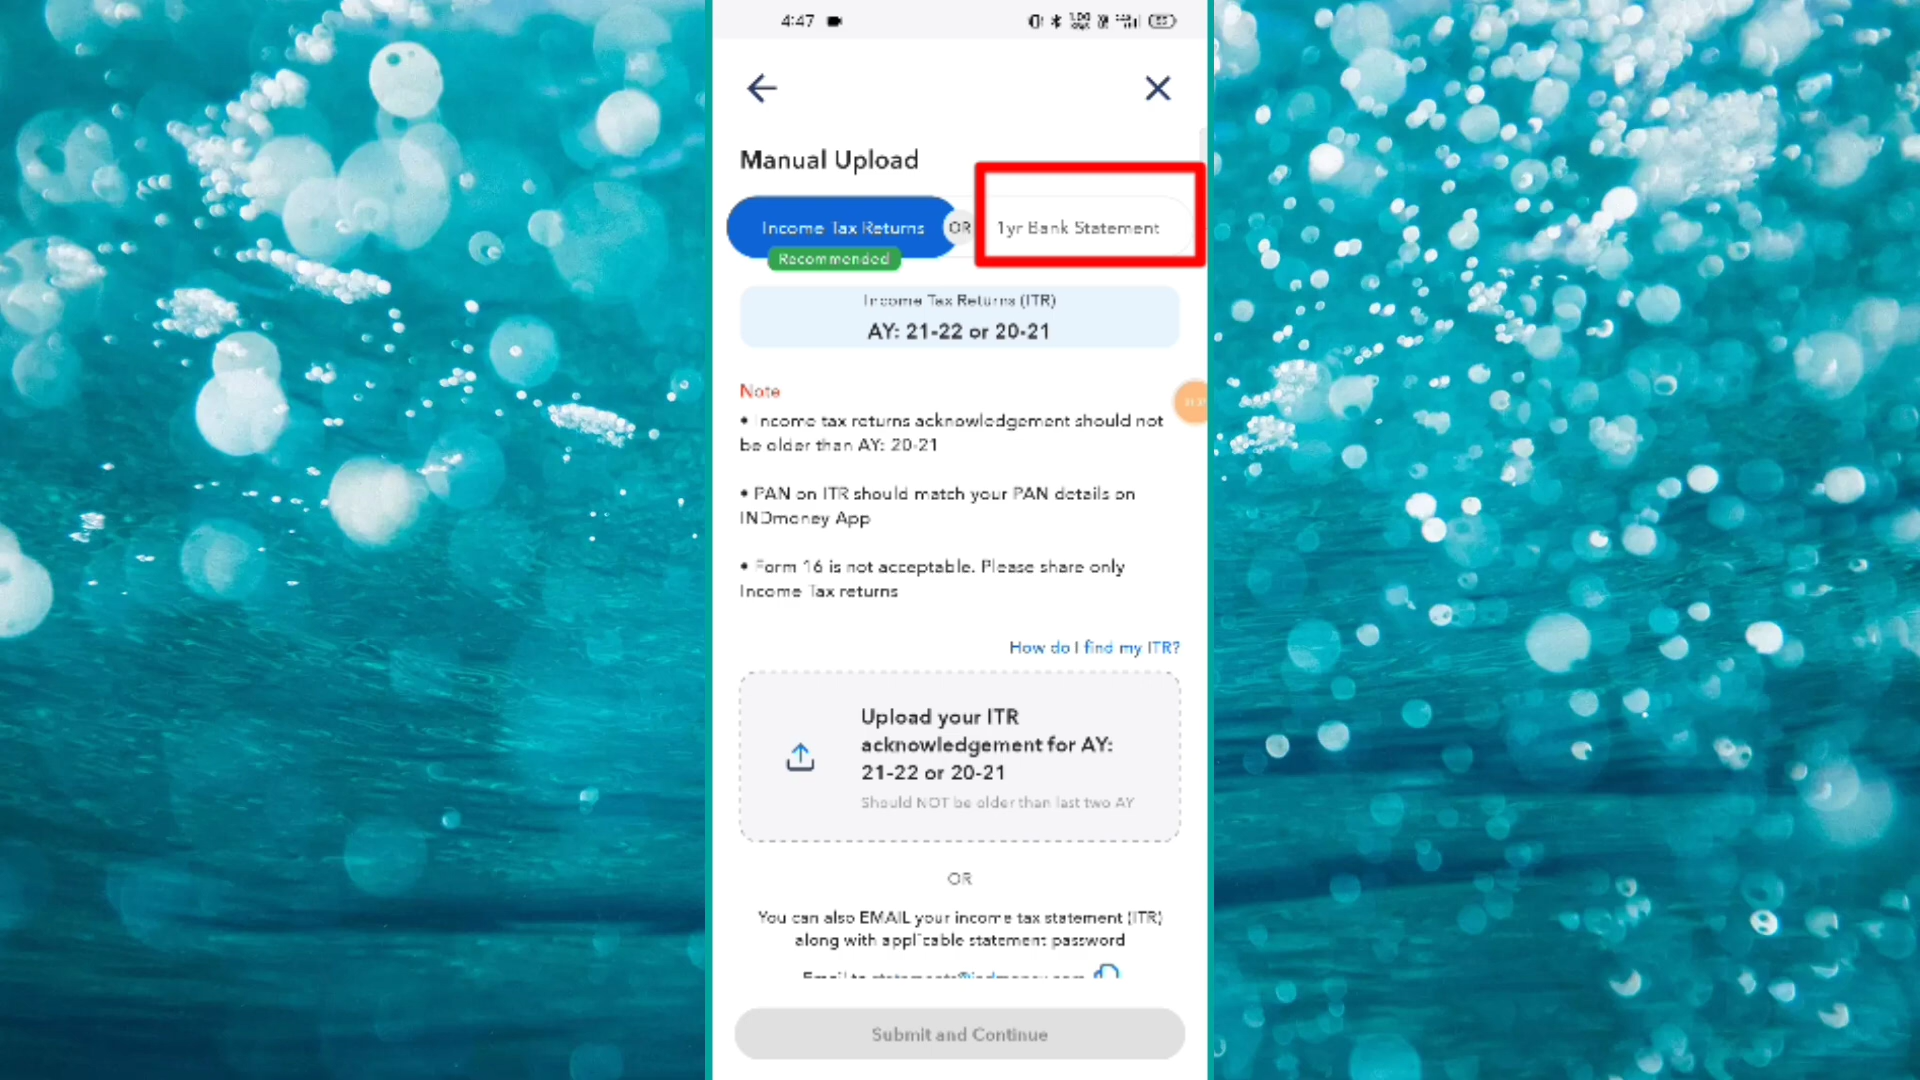 4:47
Manual Upload
Income Tax Returns
OR
1yr Bank Statement
Recommended
Income Tax Returns (ITR)
AY: 21-22 or 20-21
Note
• Income tax returns acknowledgement should not
be older than AY: 20-21
• PAN on ITR should match your PAN details on
INDmoney App
• Form 16 is not acceptable. Please share only
Income Tax returns
How do I find my ITR?
Upload your ITR
acknowledgement for AY:
21-22 or 20-21
Should NOT be older than last two AY
OR
You can also EMAIL your income tax statement (ITR)
along with applicable statement password
Email to statements@indmoney.com
Submit and Continue